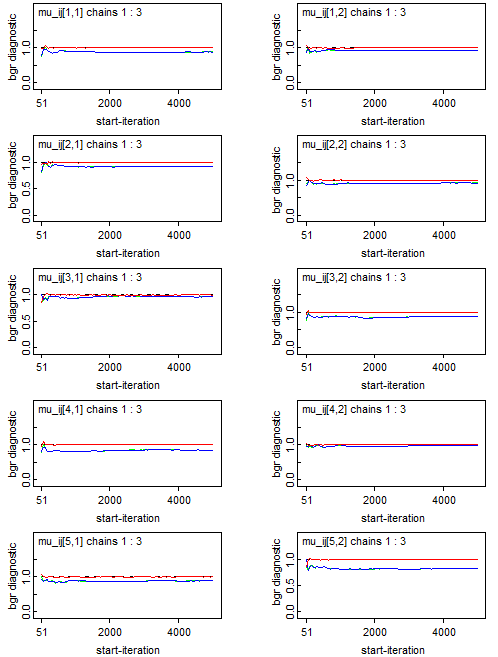 mu_ij[1,1] chains 1 : 3
bgr diagnostic
0.0 1.0
51 2000 4000
start-iteration
mu_ij[1,2] chains 1 : 3
bgr diagnostic
0.0 1.0
51 2000 4000
start-iteration
mu_ij[2,1] chains 1 : 3
bgr diagnostic
0.0 0.5 1.0
51 2000 4000
start-iteration
mu_ij[2,2] chains 1 : 3
bgr diagnostic
0.0 1.0
51 2000 4000
start-iteration
mu_ij[3,1] chains 1 : 3
bgr diagnostic
0.0 0.5 1.0
51 2000 4000
start-iteration
mu_ij[3,2] chains 1 : 3
bgr diagnostic
0.0 1.0
51 2000 4000
start-iteration
mu_ij[4,1] chains 1 : 3
bgr diagnostic
0.0 1.0
51 2000 4000
start-iteration
mu_ij[4,2] chains 1 : 3
bgr diagnostic
0.0 1.0
51 2000 4000
start-iteration
mu_ij[5,1] chains 1 : 3
bgr diagnostic
0.0 1.0
51 2000 4000
start-iteration
mu_ij[5,2] chains 1 : 3
bgr diagnostic
0.0 0.5 1.0
51 2000 4000
start-iteration